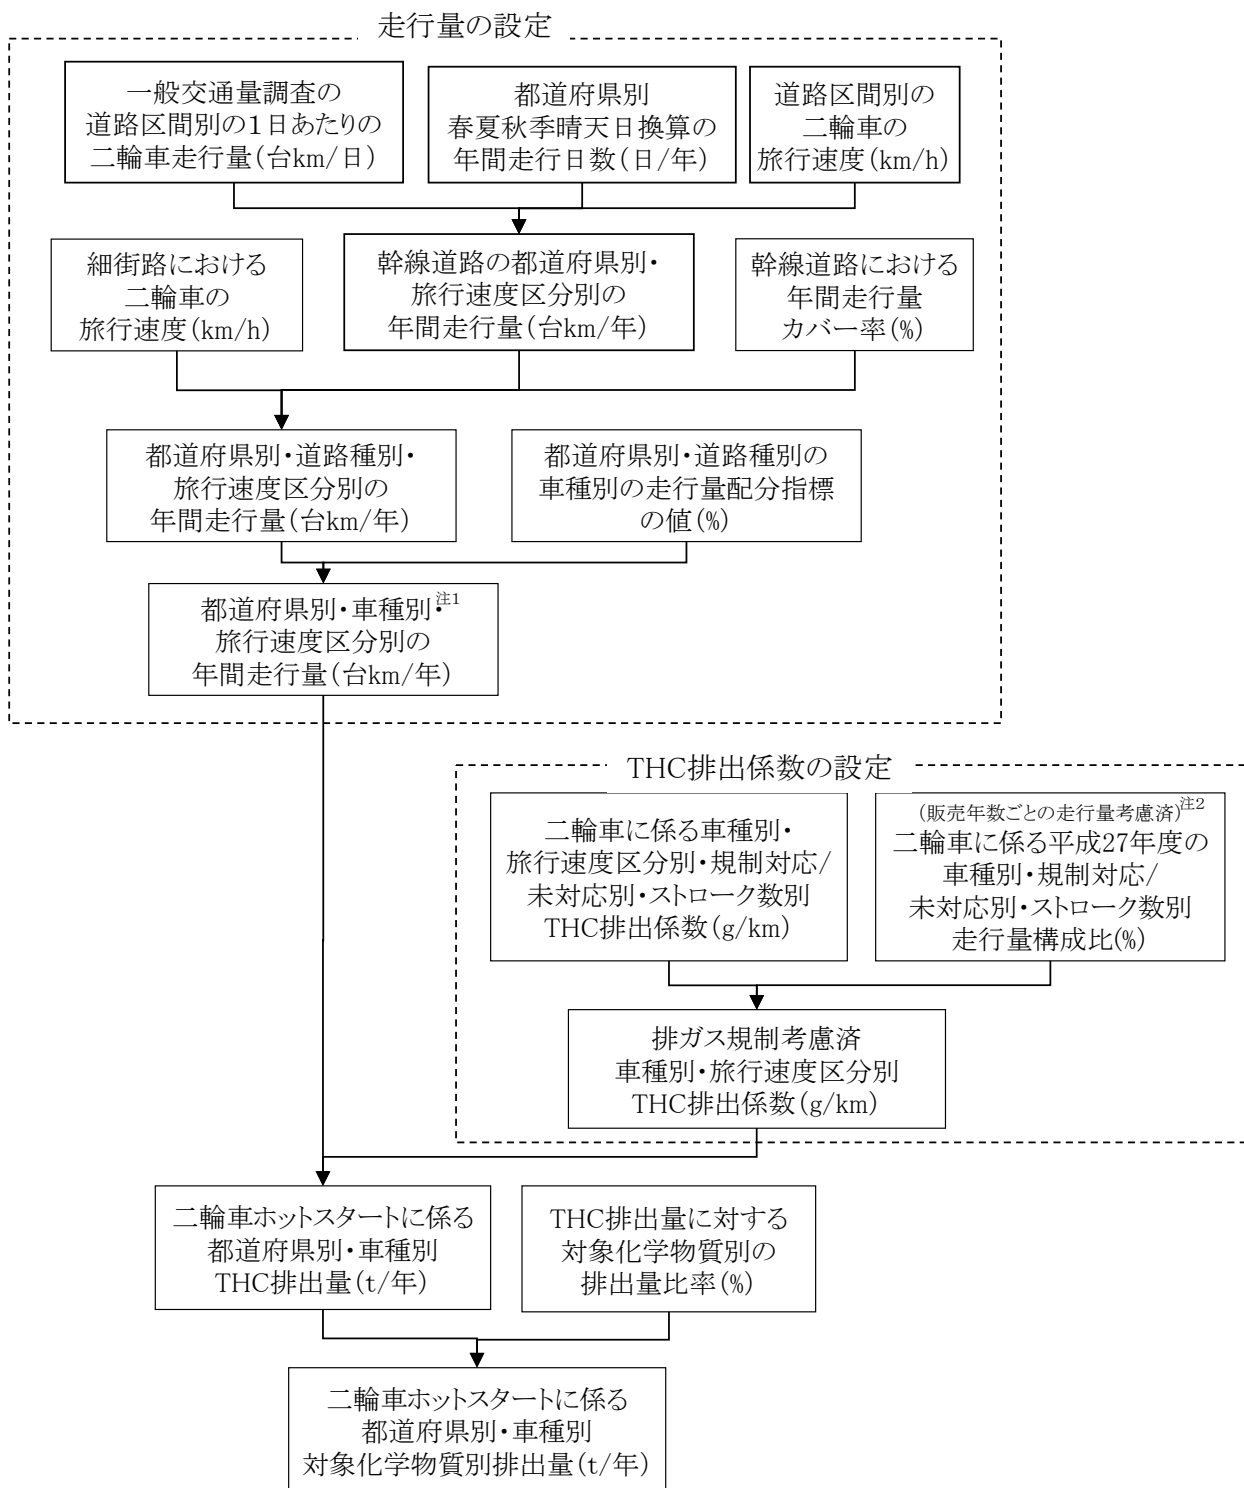 走行量の設定
一般交通量調査の
道路区間別の１日あたりの
二輪車走行量(台km/日)
都道府県別
春夏秋季晴天日換算の
年間走行日数(日/年)
道路区間別の
二輪車の
旅行速度(km/h)
細街路における
二輪車の
旅行速度(km/h)
幹線道路の都道府県別・
旅行速度区分別の
年間走行量(台km/年)
幹線道路における
年間走行量
カバー率(%)
都道府県別・道路種別・
旅行速度区分別の
年間走行量(台km/年)
都道府県別・道路種別の
車種別の走行量配分指標
の値(%)
都道府県別・車種別・注1
旅行速度区分別の
年間走行量(台km/年)
THC排出係数の設定
二輪車に係る車種別・
旅行速度区分別・規制対応/
未対応別・ストローク数別
THC排出係数(g/km)
(販売年数ごとの走行量考慮済)注2
二輪車に係る平成27年度の
車種別・規制対応/
未対応別・ストローク数別
走行量構成比(%)
排ガス規制考慮済
車種別・旅行速度区分別
THC排出係数(g/km)
二輪車ホットスタートに係る
都道府県別・車種別
THC排出量(t/年)
THC排出量に対する
対象化学物質別の
排出量比率(%)
二輪車ホットスタートに係る
都道府県別・車種別
対象化学物質別排出量(t/年)